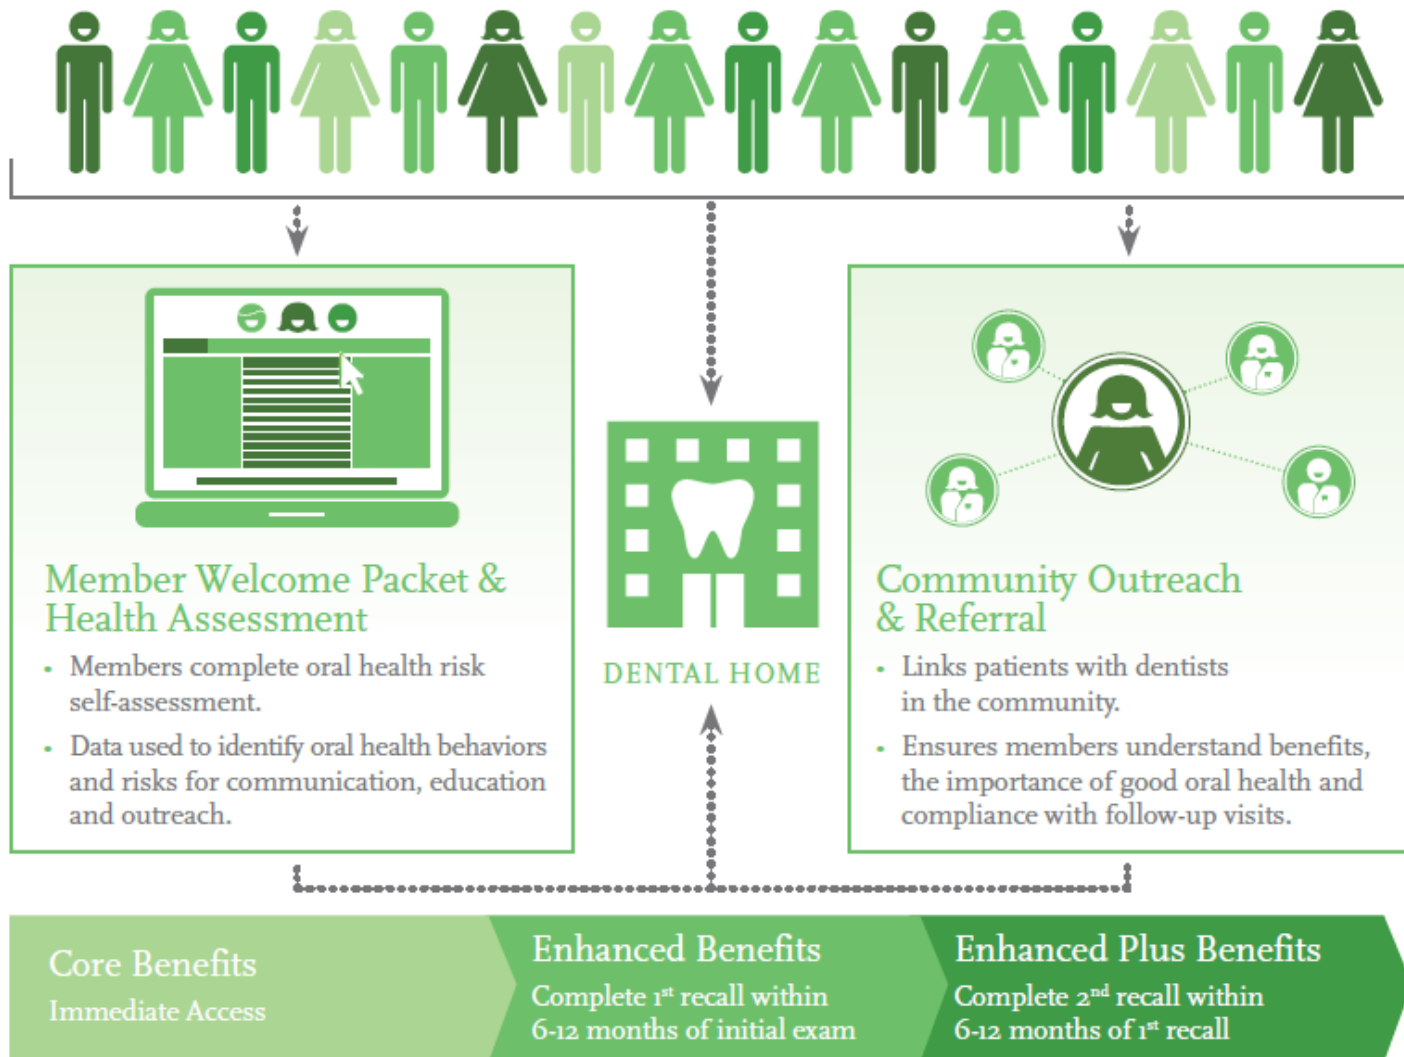 Member Welcome Packet &
Health Assessment
• Members complete oral health risk
self-assessment.
• Data used to identify oral health behaviors
and risks for communication, education
and outreach.
DENTAL HOME
Community Outreach
& Referral
• Links patients with dentists
in the community.
• Ensures members understand benefits,
the importance of good oral health and
compliance with follow-up visits.
Core Benefits
Immediate Access
Enhanced Benefits
Complete 1st recall within
6-12 months of initial exam
Enhanced Plus Benefits
Complete 2nd recall within
6-12 months of 1st recall